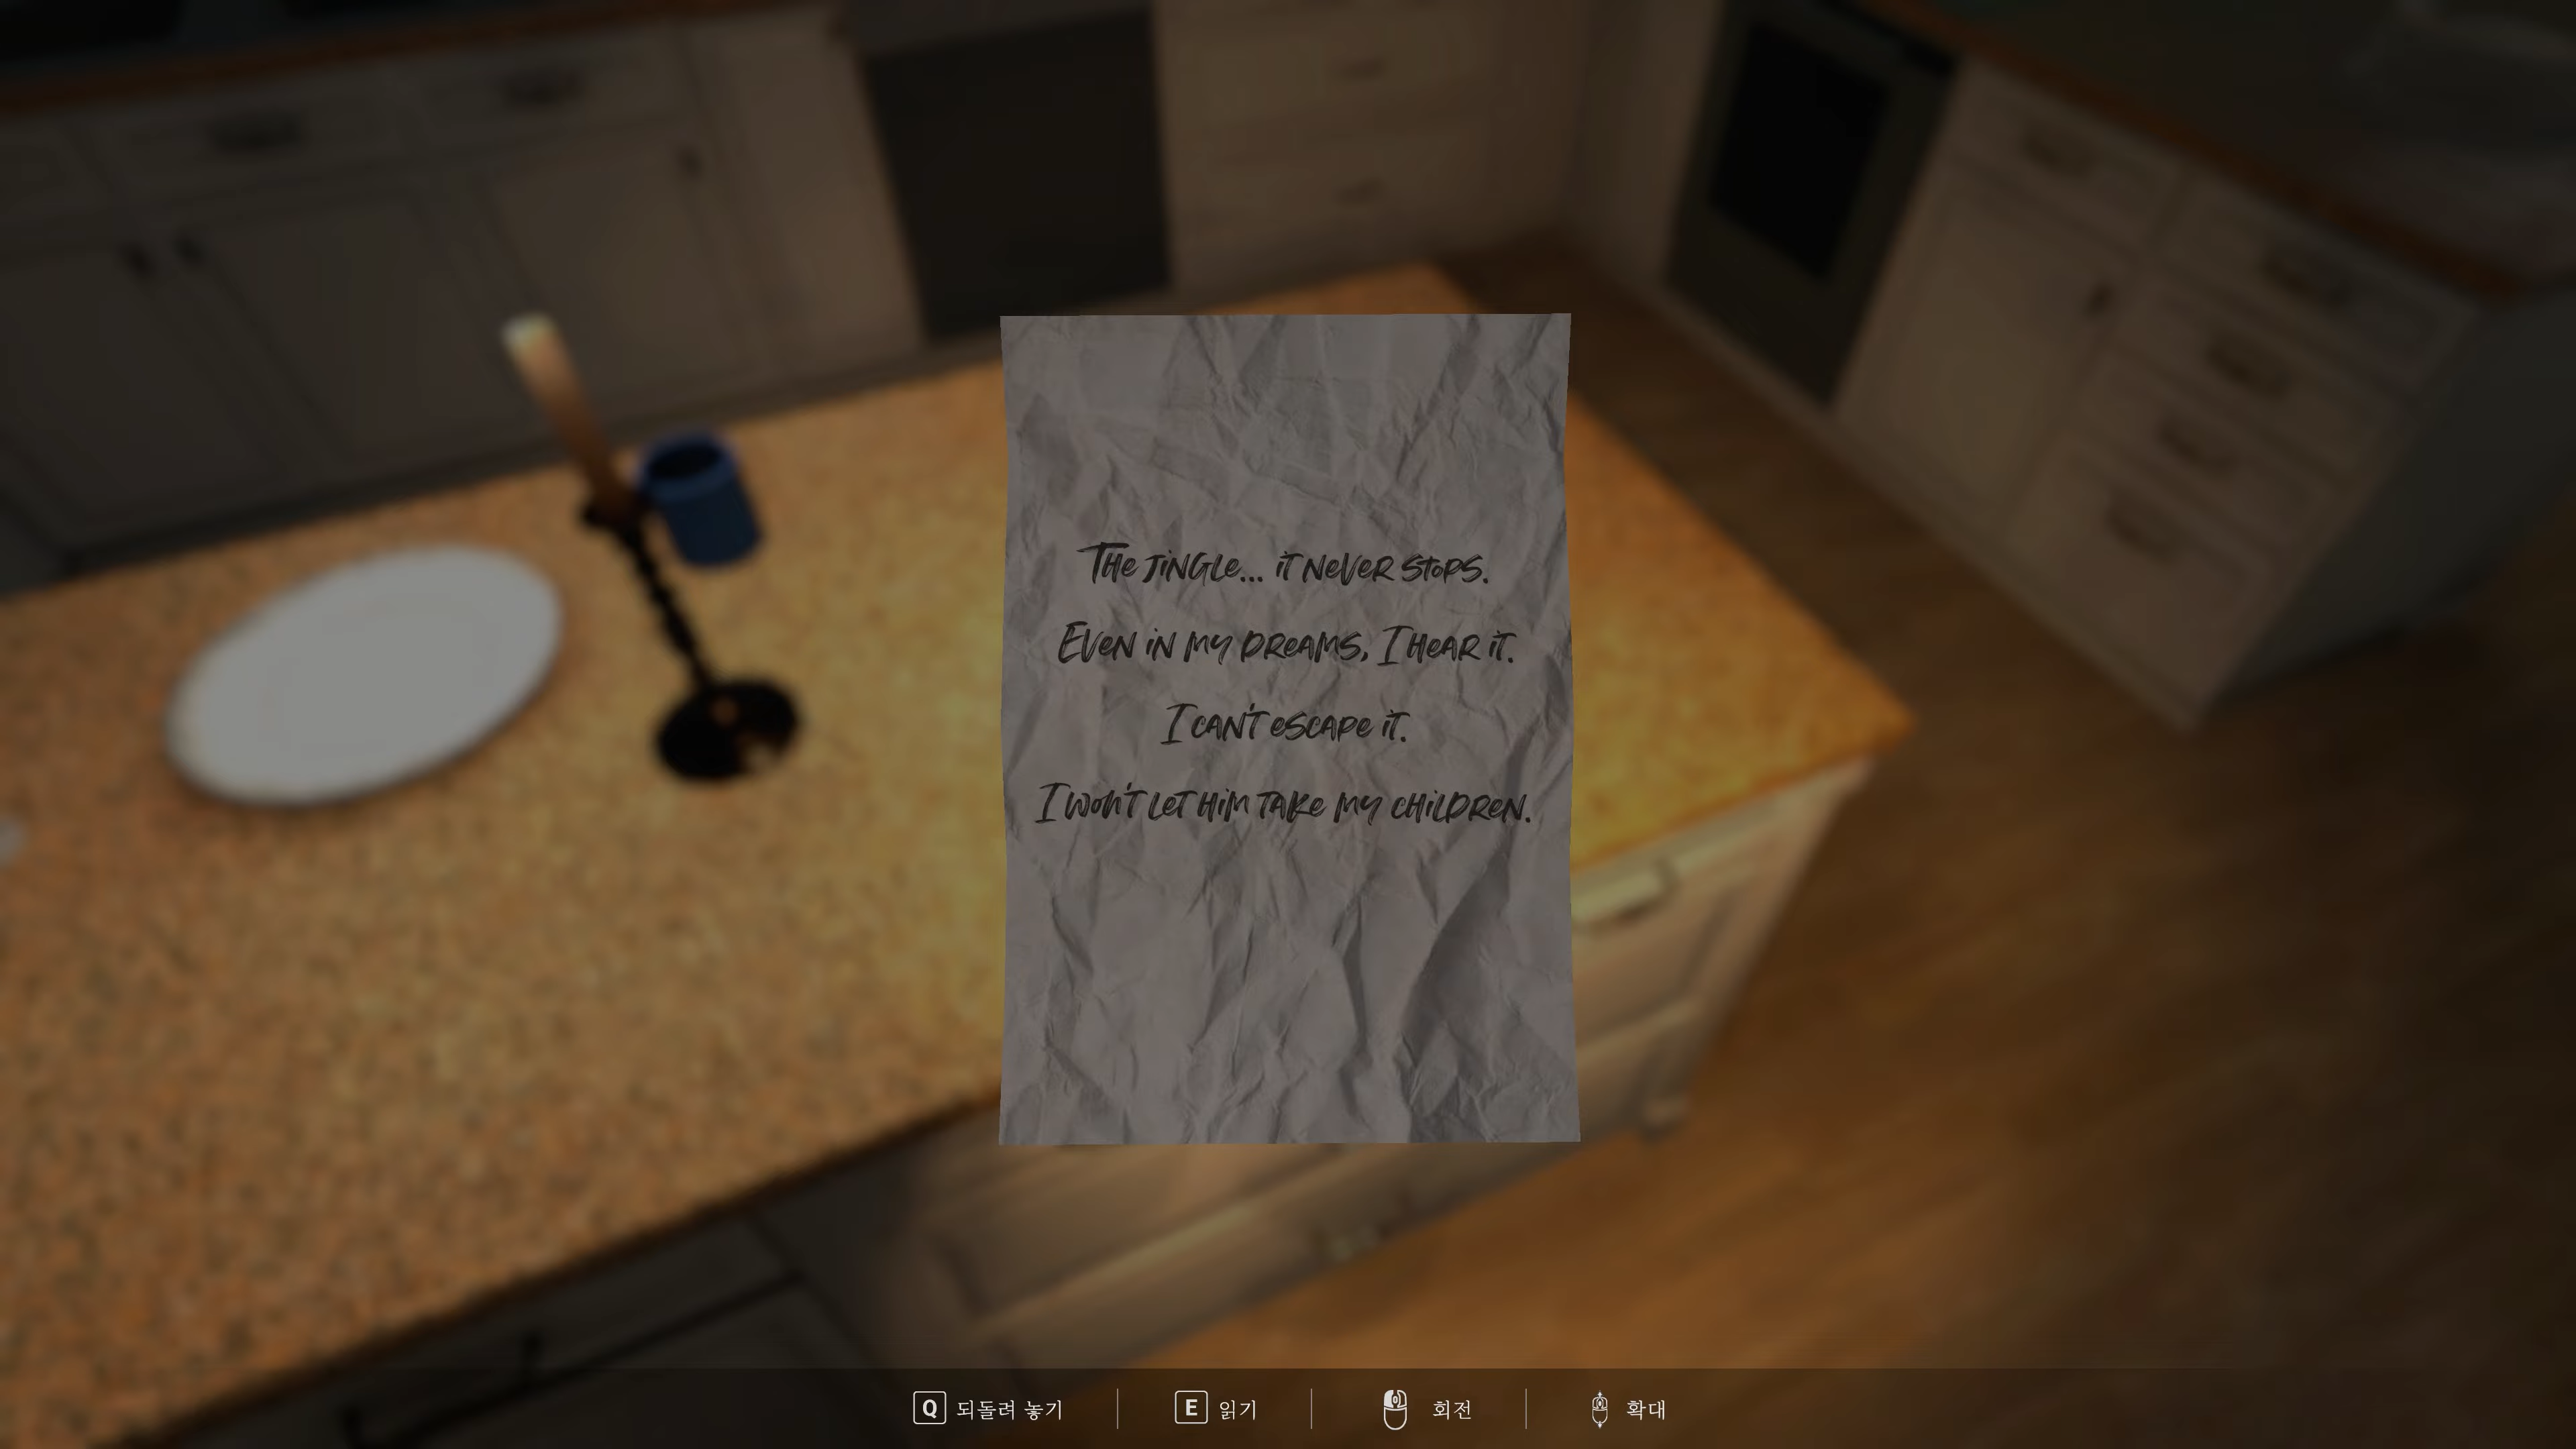 The jingle... it never stops.
Even in my dreams, I hear it.
I can't escape it.
I won't let him take my children.
Q 되돌려 놓기
E 읽기
회전
확대